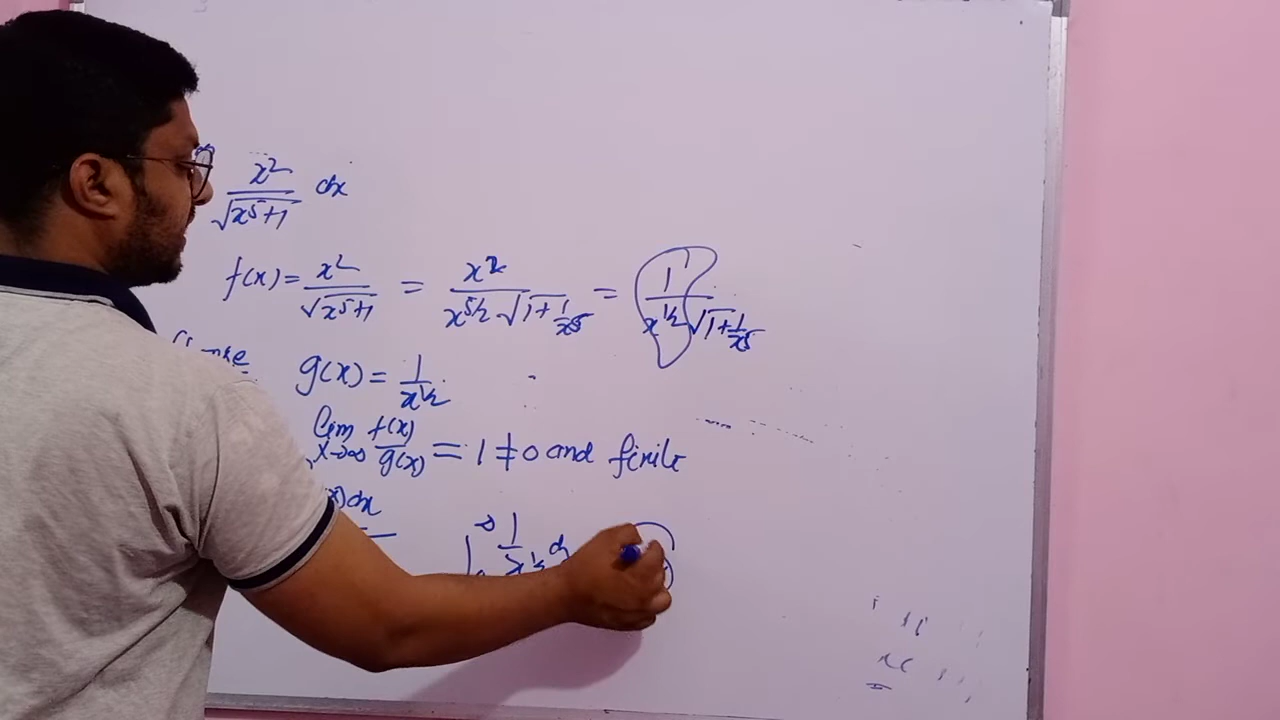 x² / √(x⁵+1) dx
f(x) = x² / √(x⁵+1) = x² / (x^{5/2} √(1+1/x⁵)) = 1 / (x^{1/2} √(1+1/x⁵))
g(x) = 1 / x^{1/2}
lim x→∞ f(x)/g(x) = 1 ≠ 0 and finite
(x) dx
∫ ∞ 1 / x^{1/2} d